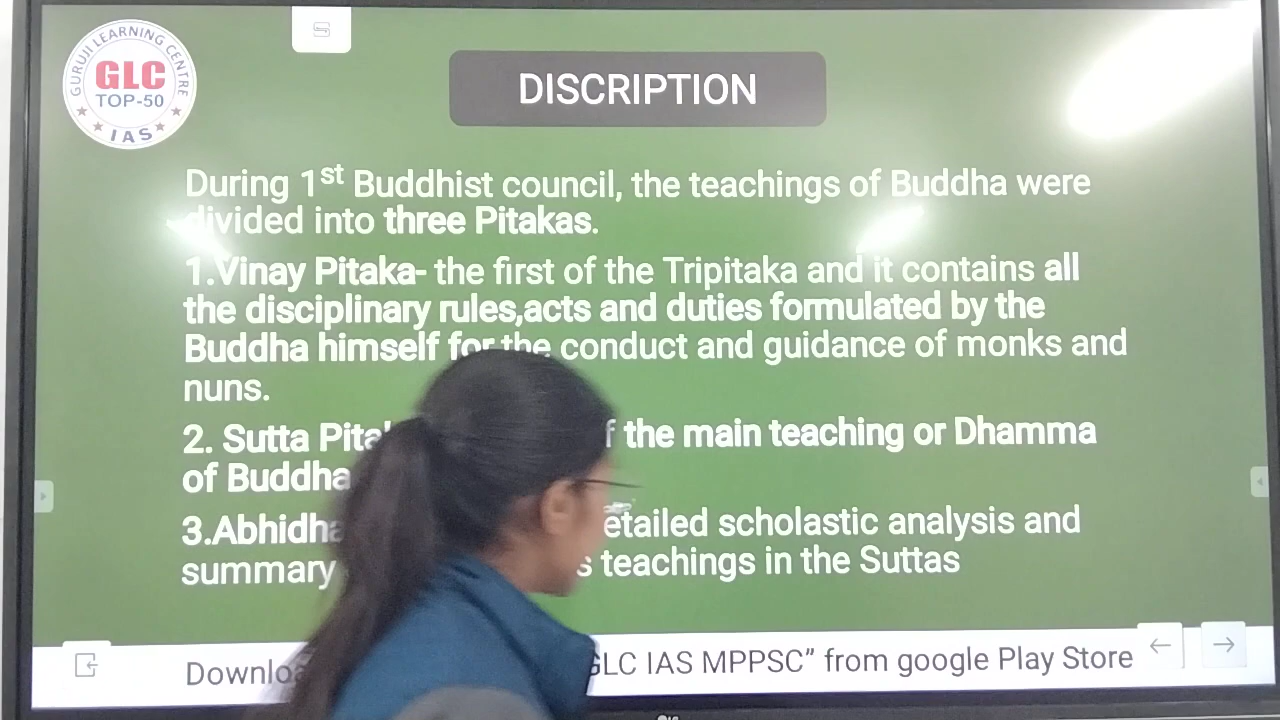 GURUJI LEARNING CENTRE
GLC
TOP-50
IAS
DISCRIPTION
During 1st Buddhist council, the teachings of Buddha were
divided into three Pitakas.
1.Vinay Pitaka- the first of the Tripitaka and it contains all
the disciplinary rules,acts and duties formulated by the
Buddha himself for the conduct and guidance of monks and
nuns.
2. Sutta the main teaching or Dhamma
of Buddha
3. scholastic analysis and
summary teachings in the Suttas
GLC IAS MPPSC” from google Play Store